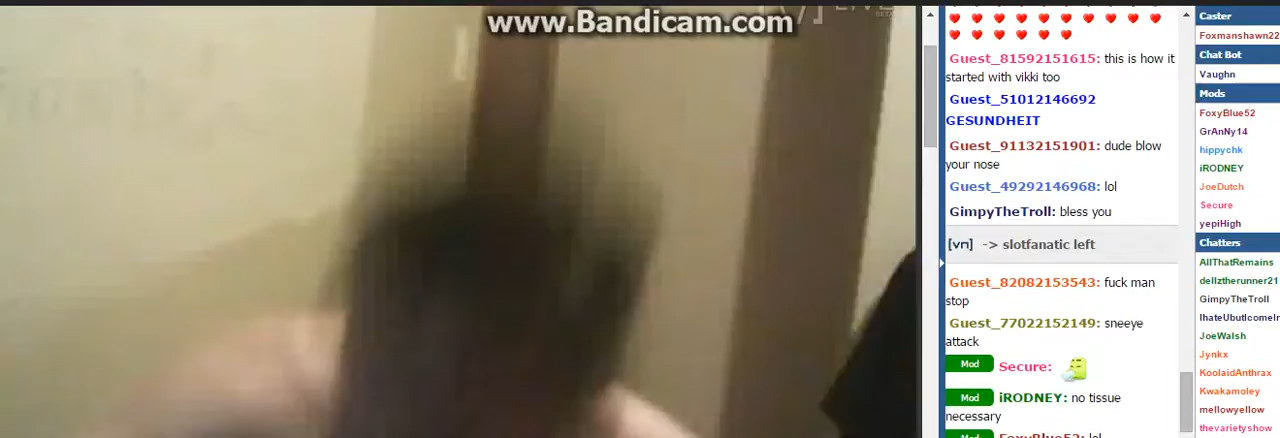 www.Bandicam.com
Guest_81592151615: this is how it
started with vikki too
Guest_51012146692
GESUNDHEIT
Guest_91132151901: dude blow
your nose
Guest_49292146968: lol
GimpyTheTroll: bless you
-> slotfanatic left
Guest_82082153543: fuck man
stop
Guest_77022152149: sneeye
attack
Mod Secure:
Mod iRODNEY: no tissue
necessary
FoxyBlue52: lol
Caster
Foxmanshawn22
Chat Bot
Vaughn
Mods
FoxyBlue52
GrAnNy14
hippychk
iRODNEY
JoeDutch
Secure
yepiHigh
Chatters
AllThatRemains
dellztherunner21
GimpyTheTroll
IhateUbutIcomeIn
JoeWalsh
Jynkx
KoolaidAnthrax
Kwakamoley
mellowyellow
thevarietyshow